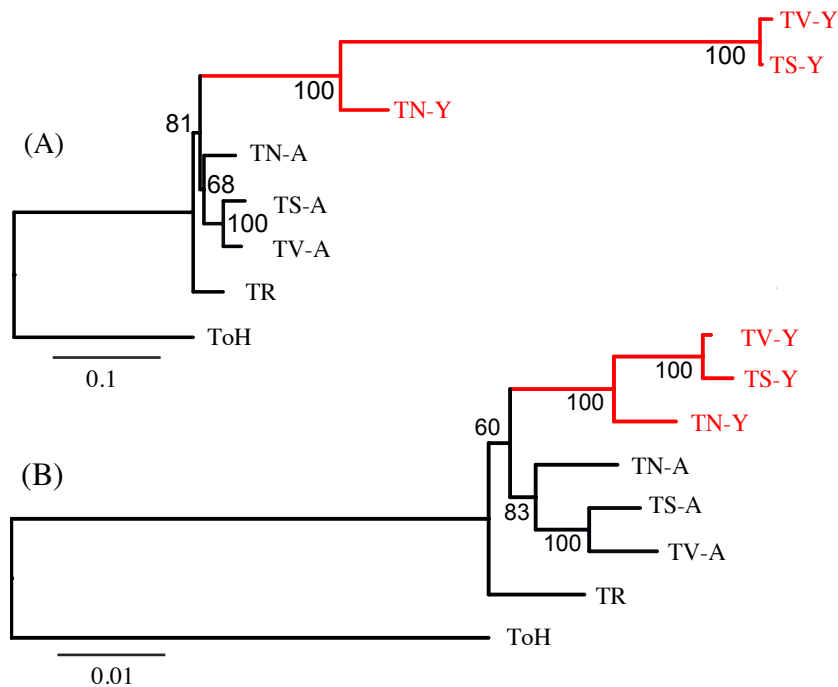 TV-Y
100
TS-Y
100
TN-Y
81
(A)
TN-A
68
TS-A
100
TV-A
TR
ToH
0.1
TV-Y
100
TS-Y
100
TN-Y
60
TN-A
(B)
83
TS-A
100
TV-A
TR
ToH
0.01